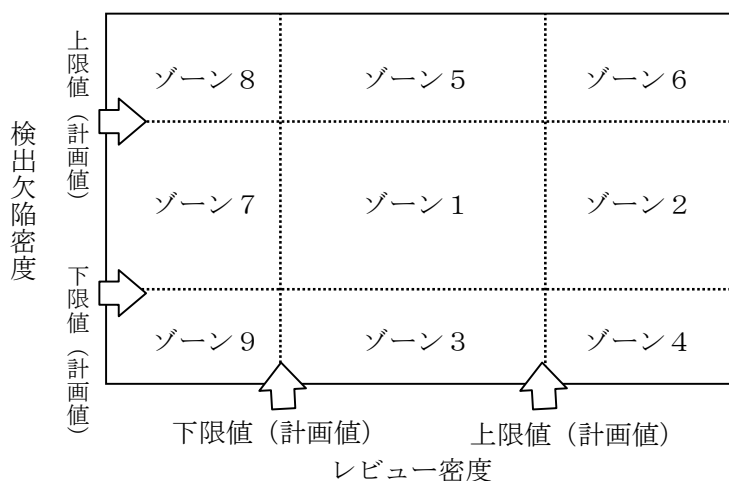 上限値（計画値）
検出欠陥密度
下限値（計画値）
ゾーン８ ゾーン５ ゾーン６
ゾーン７ ゾーン１ ゾーン２
ゾーン９ ゾーン３ ゾーン４
下限値（計画値） 上限値（計画値）
レビュー密度